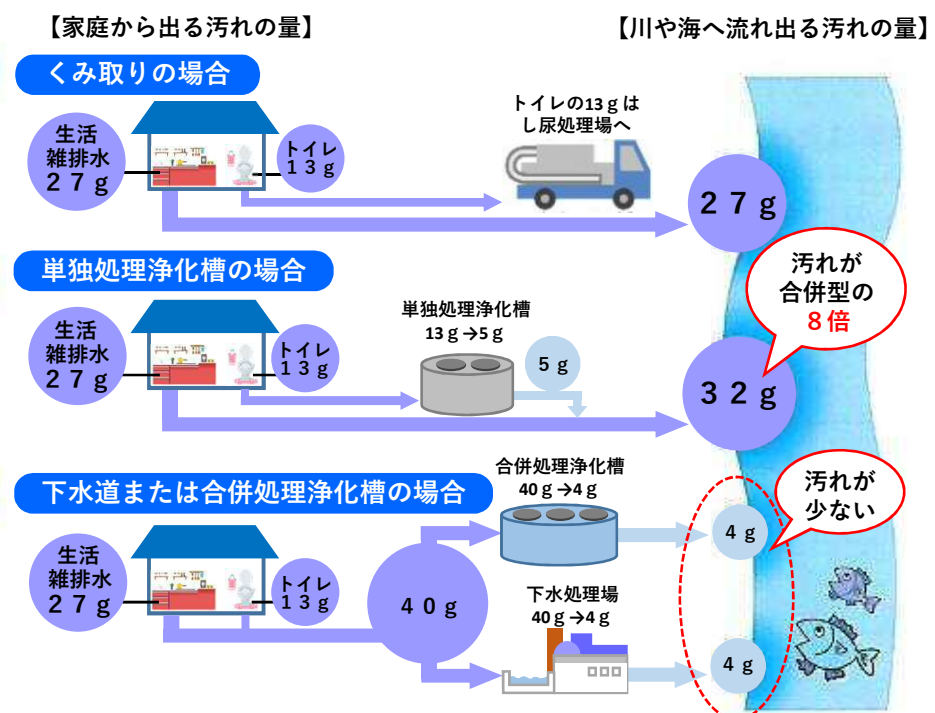 【家庭から出る汚れの量】
【川や海へ流れ出る汚れの量】
くみ取りの場合
生活
雑排水
２７ｇ
トイレ
１３ｇ
トイレの13ｇは
し尿処理場へ
２７ｇ
単独処理浄化槽の場合
生活
雑排水
２７ｇ
トイレ
１３ｇ
単独処理浄化槽
13ｇ→5ｇ
5ｇ
３２ｇ
汚れが
合併型の
８倍
下水道または合併処理浄化槽の場合
生活
雑排水
２７ｇ
トイレ
１３ｇ
４０ｇ
合併処理浄化槽
40ｇ→4ｇ
4ｇ
汚れが
少ない
下水処理場
40ｇ→4ｇ
4ｇ